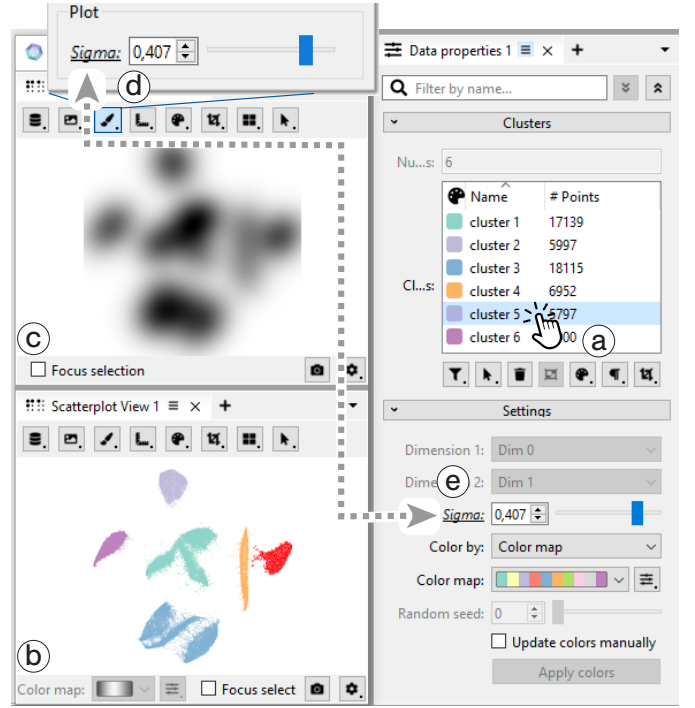 Plot
Sigma: 0,407
d
Data properties 1
Filter by name...
Clusters
Nu...s: 6
Name # Points
cluster 1 17139
cluster 2 5997
cluster 3 18115
Cl...s:
cluster 4 6952
cluster 5 5797
cluster 6
a
c
Focus selection
Scatterplot View 1
Settings
Dimension 1: Dim 0
2: Dim 1
e
Sigma: 0,407
Color by: Color map
Color map:
Random seed: 0
Update colors manually
Apply colors
b
Color map: Focus select